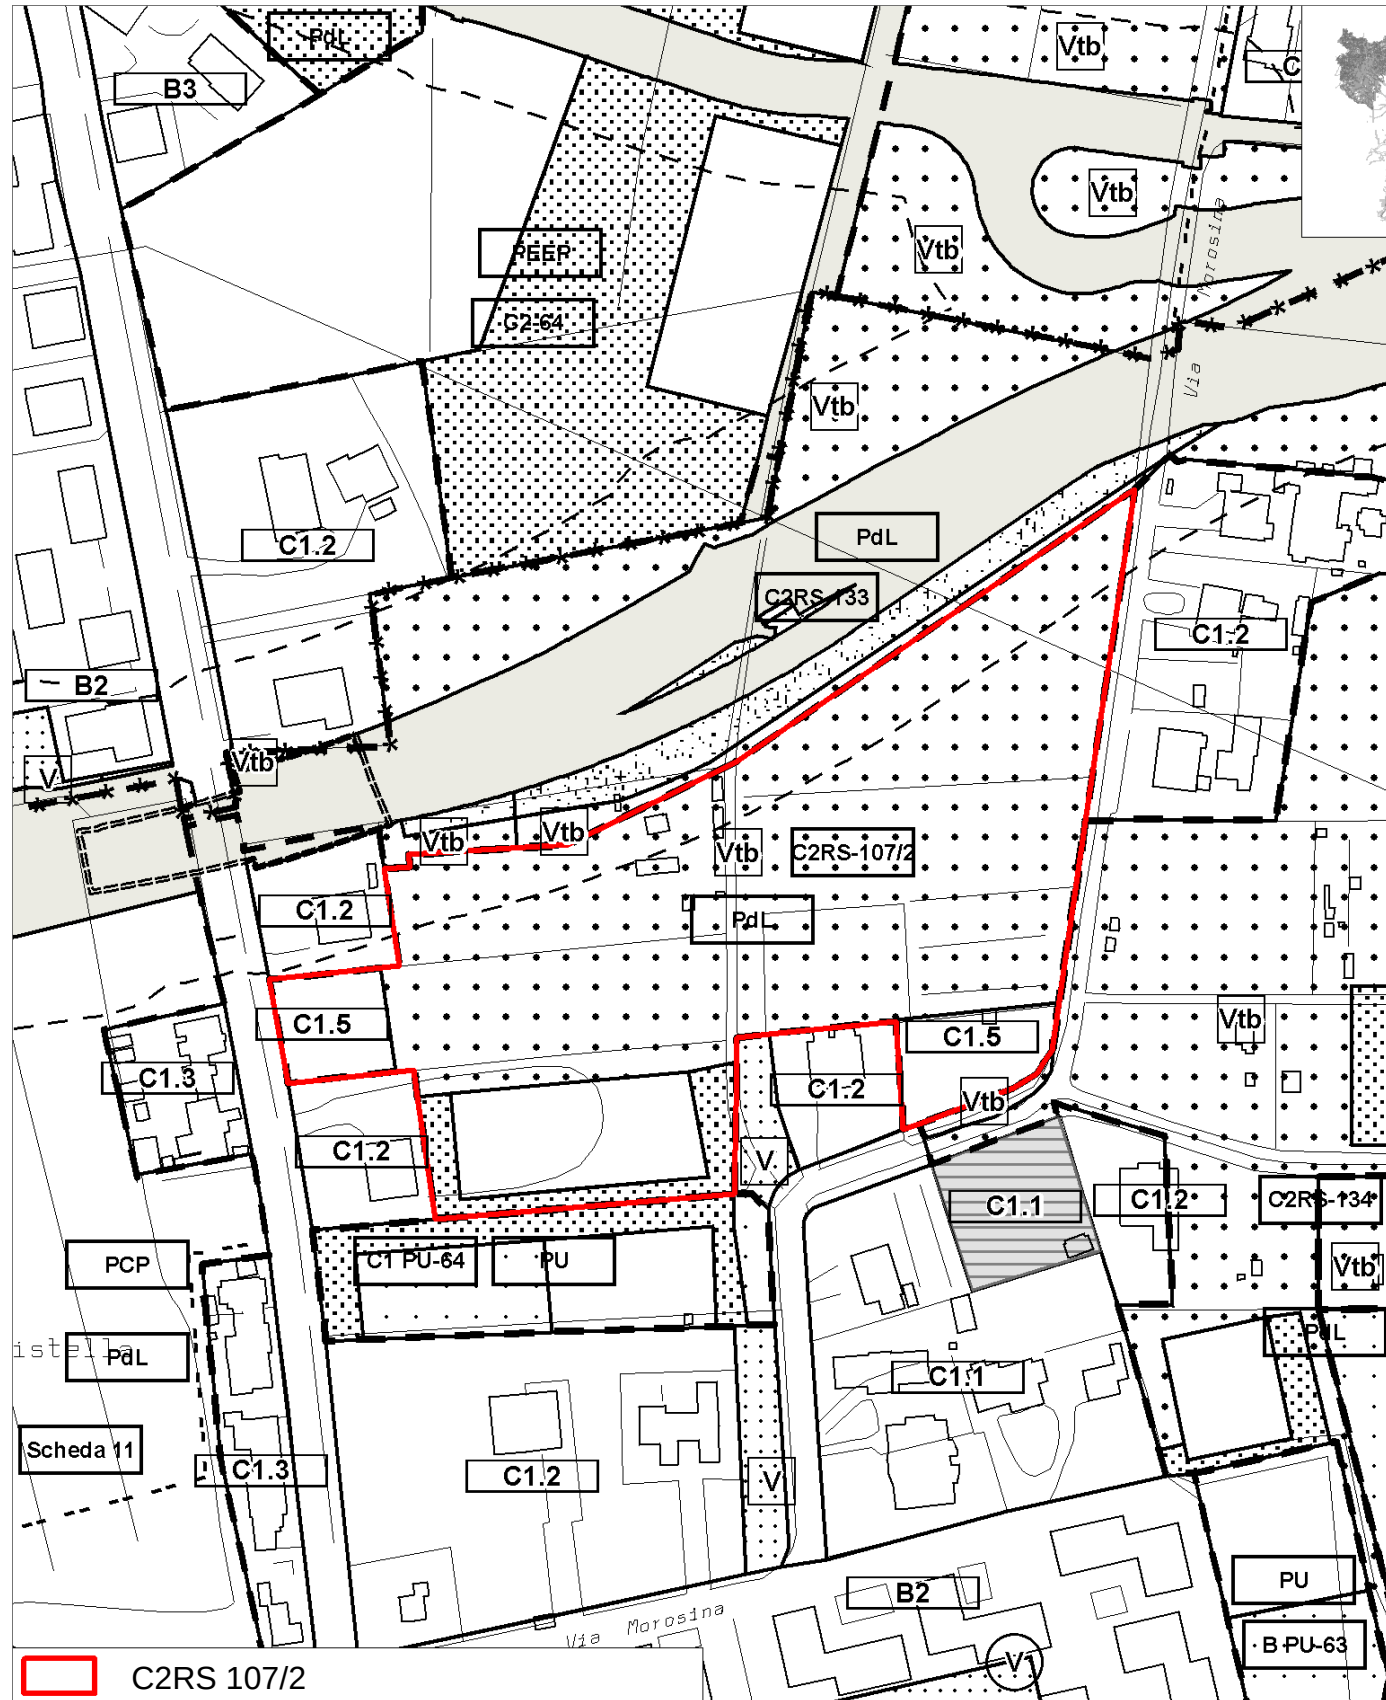 PdL
Vtb
B3
C
Vtb
Vtb
PEEP
C2-64
Via Morosina
Vtb
C1.2
PdL
C2RS-133
C1.2
B2
Vtb
V
Vtb
Vtb
Vtb
C2RS-107/2
C1.2
PdL
C1.5
C1.5
Vtb
C1.3
C1.2
Vtb
C1.2
V
C1.1
C1.2
C2RS-134
PCP
C1 PU-64
PU
Vtb
istella
PdL
PdL
C1.1
Scheda 11
C1.3
C1.2
V
B2
PU
Via Morosina
B PU-63
V
C2RS 107/2